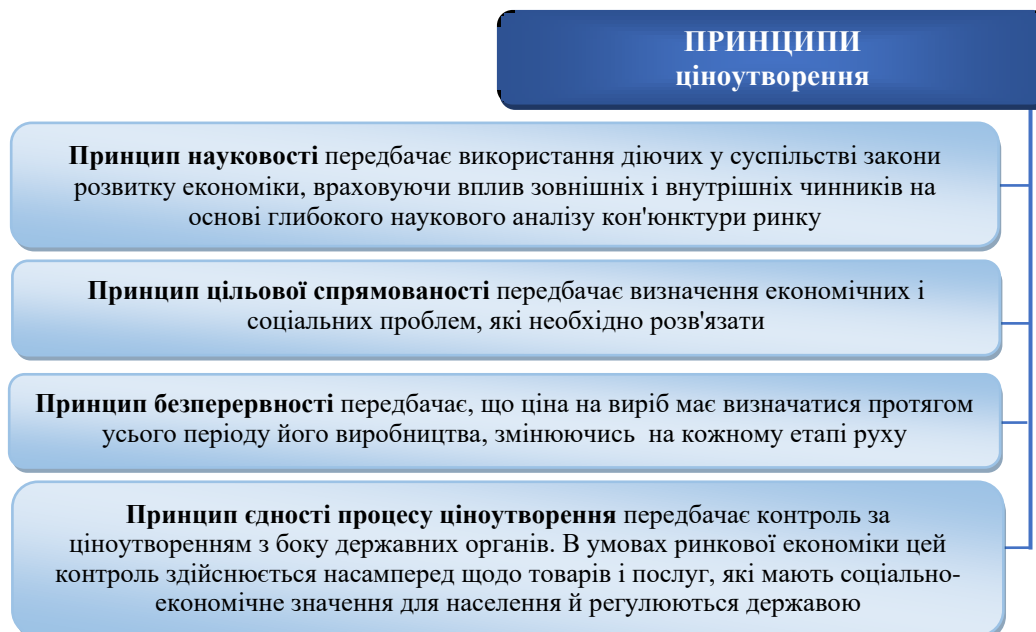 ПРИНЦИПИ
ціноутворення
Принцип науковості передбачає використання діючих у суспільстві закони
розвитку економіки, враховуючи вплив зовнішніх і внутрішніх чинників на
основі глибокого наукового аналізу кон'юнктури ринку
Принцип цільової спрямованості передбачає визначення економічних і
соціальних проблем, які необхідно розв'язати
Принцип безперервності передбачає, що ціна на виріб має визначатися протягом
усього періоду його виробництва, змінюючись на кожному етапі руху
Принцип єдності процесу ціноутворення передбачає контроль за
ціноутворенням з боку державних органів. В умовах ринкової економіки цей
контроль здійснюється насамперед щодо товарів і послуг, які мають соціально-
економічне значення для населення й регулюються державою